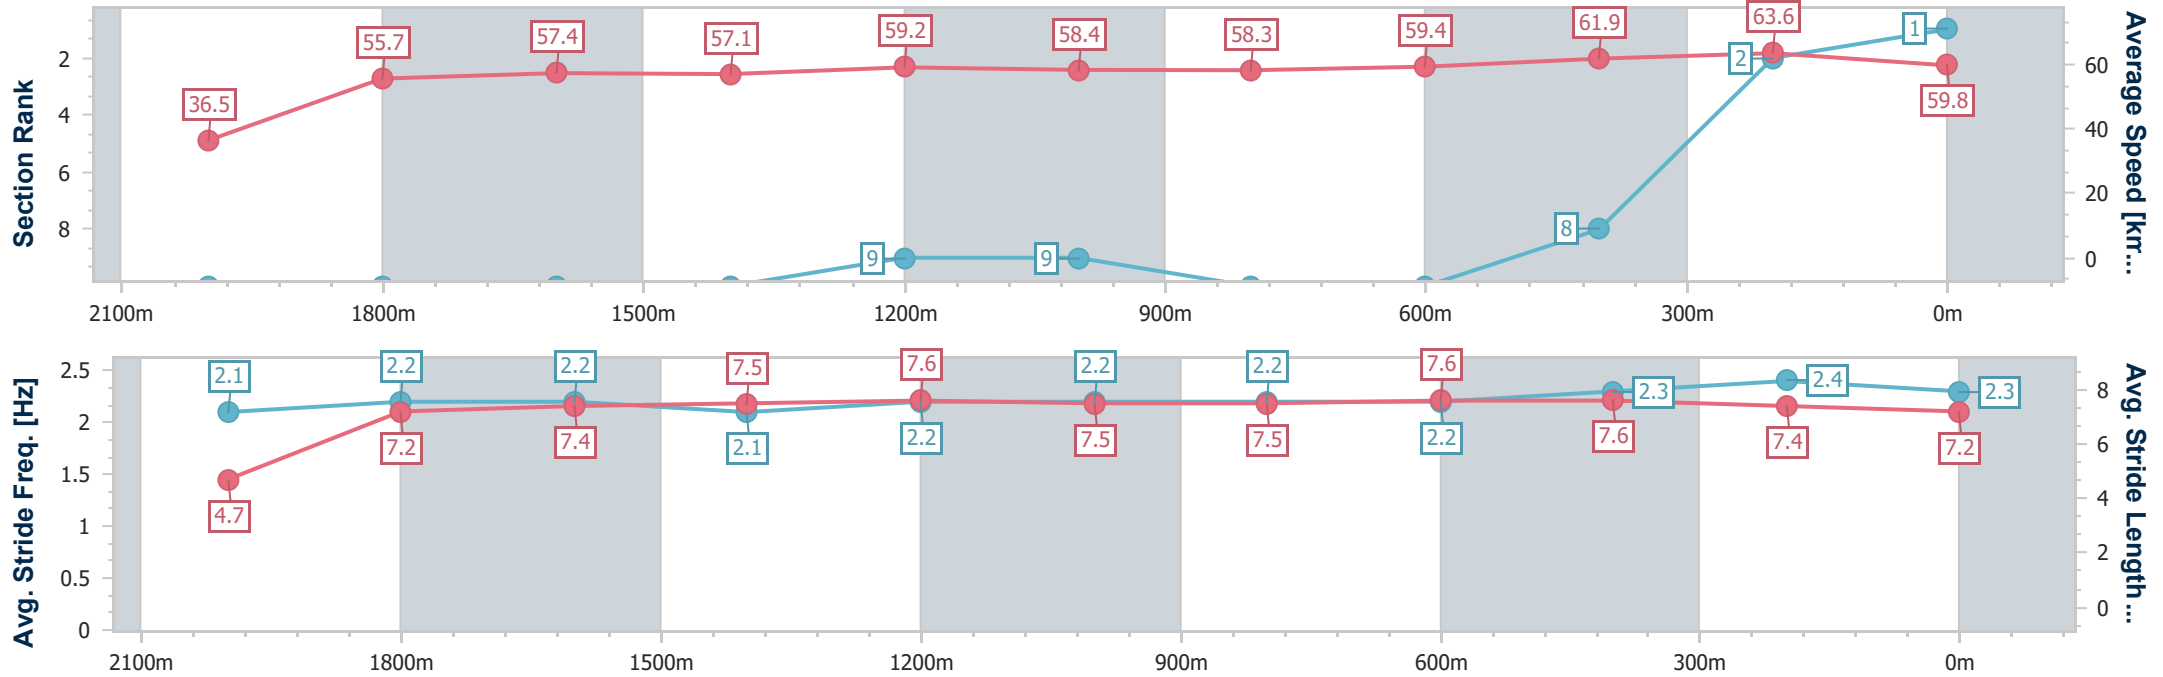 Section Rank
2
4
6
8
36.5
55.7
57.4
57.1
59.2
58.4
58.3
59.4
61.9
63.6
59.8
9
9
8
2
1
60
40
20
0
Average Speed [km...
2100m
1800m
1500m
1200m
900m
600m
300m
0m
Avg. Stride Freq. [Hz]
2.5
2
1.5
1
0.5
0
2.1
2.2
2.2
7.5
7.6
2.2
2.2
7.6
2.3
2.4
2.3
4.7
7.2
7.4
2.1
2.2
7.5
7.5
2.2
7.6
7.4
7.2
8
6
4
2
0
Avg. Stride Length...
2100m
1800m
1500m
1200m
900m
600m
300m
0m